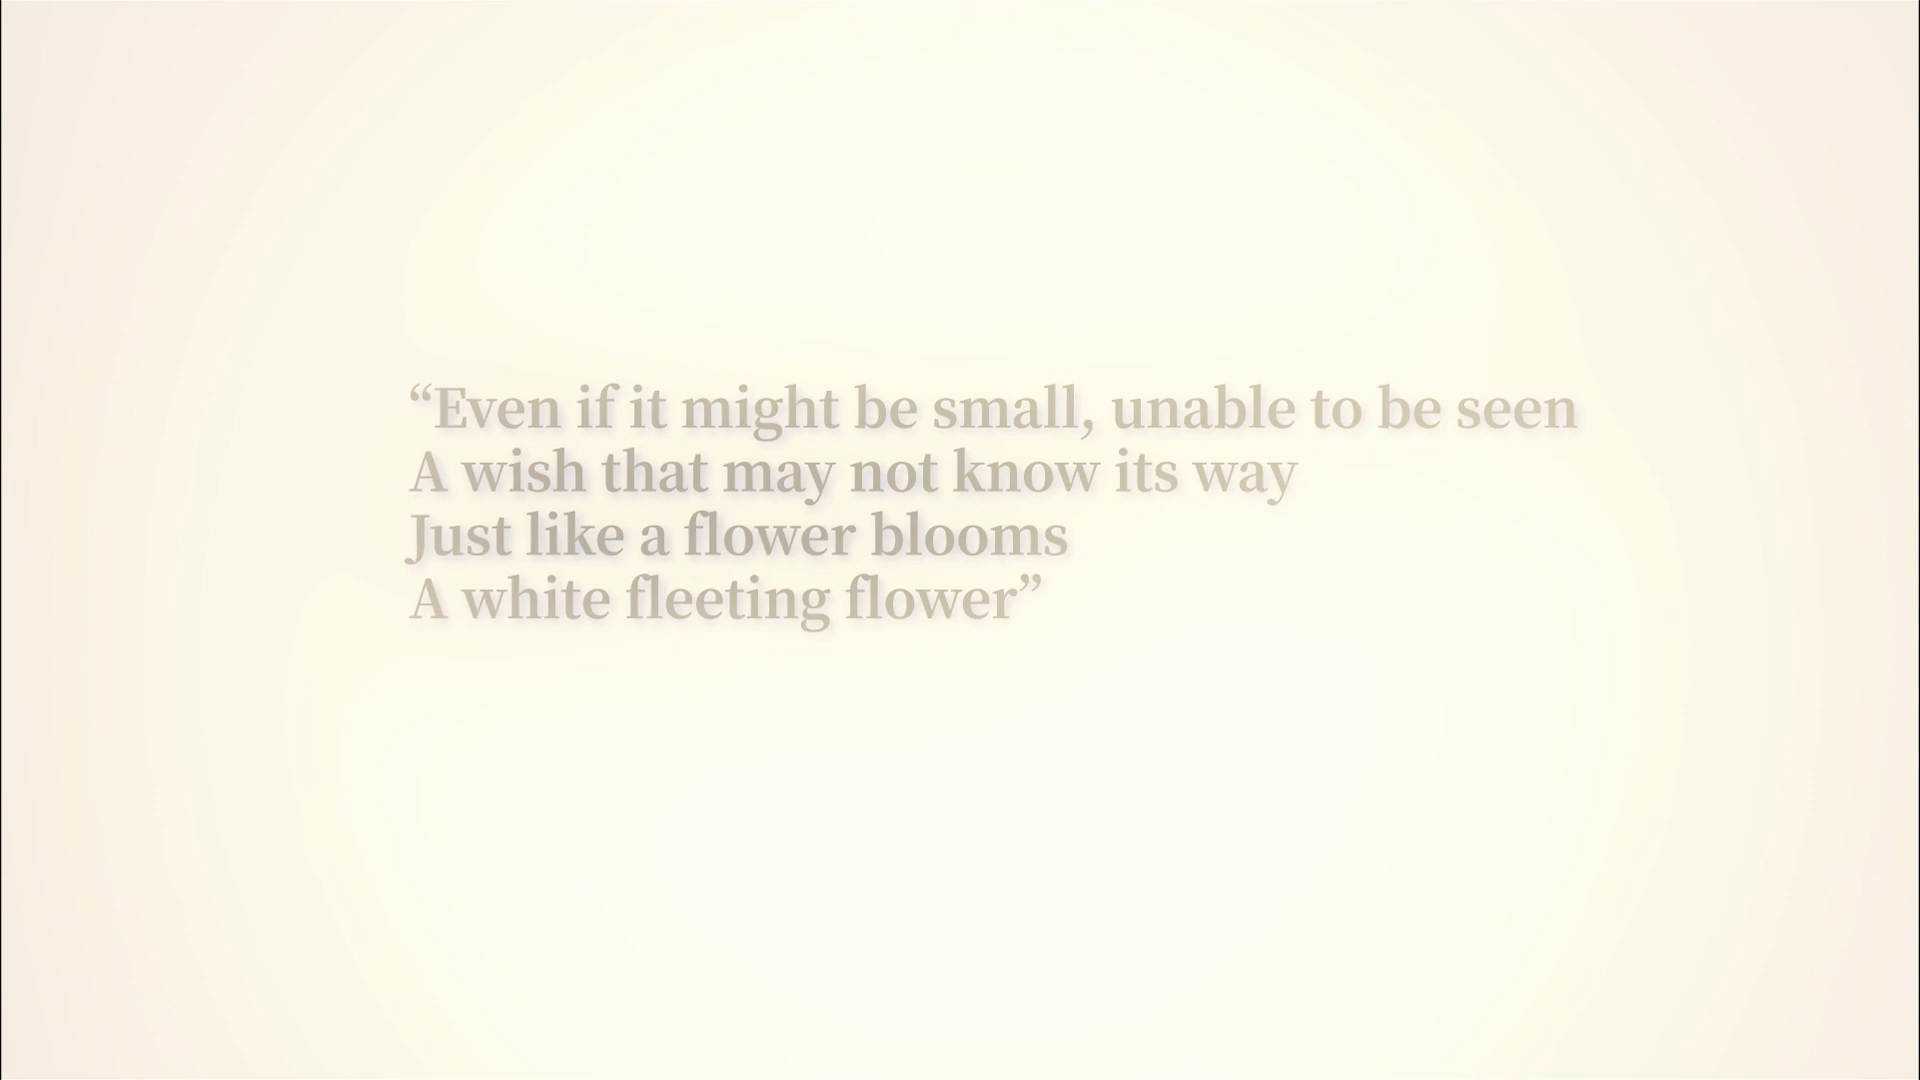 “Even if it might be small, unable to be seen
A wish that may not know its way
Just like a flower blooms
A white fleeting flower”